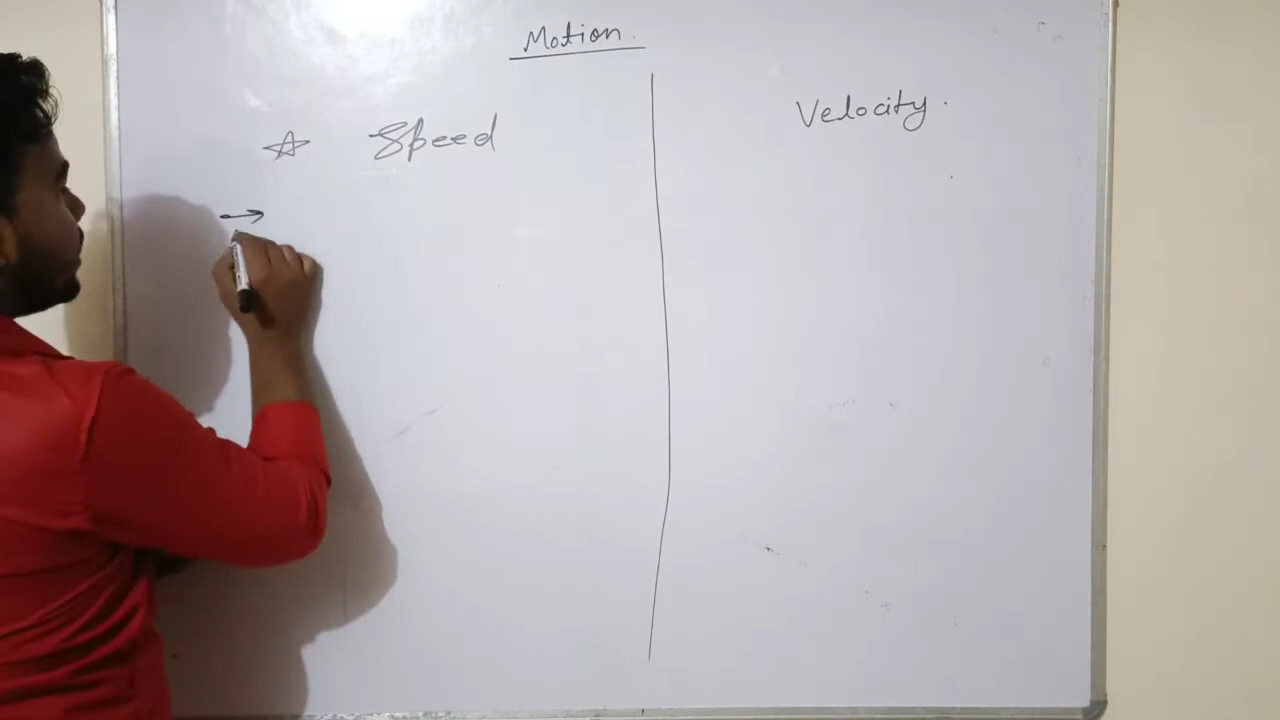 Motion.
☆ Speed
Velocity.
→